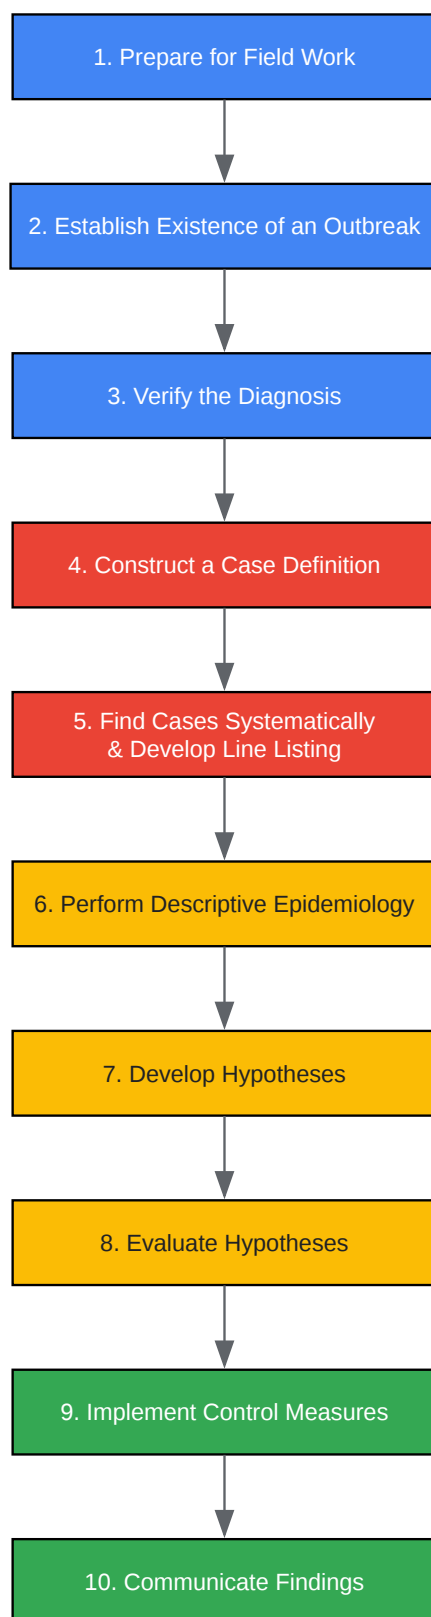 1. Prepare for Field Work
2. Establish Existence of an Outbreak
3. Verify the Diagnosis
4. Construct a Case Definition
5. Find Cases Systematically
& Develop Line Listing
6. Perform Descriptive Epidemiology
7. Develop Hypotheses
8. Evaluate Hypotheses
9. Implement Control Measures
10. Communicate Findings